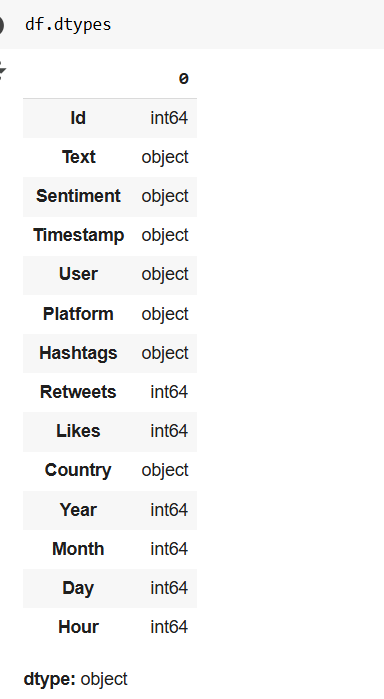 df.dtypes
0
Id int64
Text object
Sentiment object
Timestamp object
User object
Platform object
Hashtags object
Retweets int64
Likes int64
Country object
Year int64
Month int64
Day int64
Hour int64
dtype: object